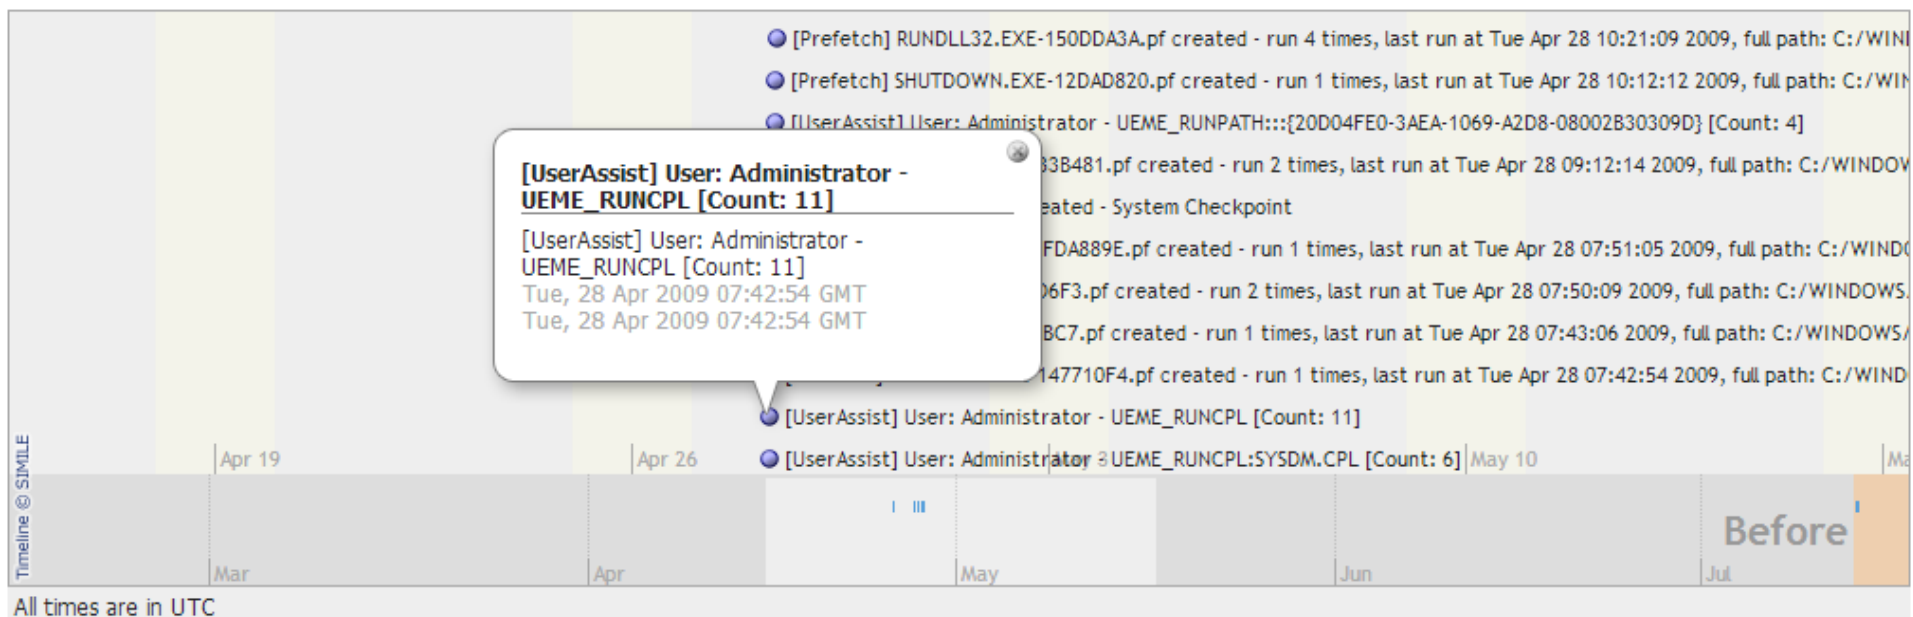 [Prefetch] RUNDLL32.EXE-150DDA3A.pf created - run 4 times, last run at Tue Apr 28 10:21:09 2009, full path: C:/WIN
[Prefetch] SHUTDOWN.EXE-12DAD820.pf created - run 1 times, last run at Tue Apr 28 10:12:12 2009, full path: C:/WIN
[UserAssist] User: Administrator - UEME_RUNPATH:::{20D04FE0-3AEA-1069-A2D8-08002B30309D} [Count: 4]
33B481.pf created - run 2 times, last run at Tue Apr 28 09:12:14 2009, full path: C:/WINDOW
eated - System Checkpoint
FDA889E.pf created - run 1 times, last run at Tue Apr 28 07:51:05 2009, full path: C:/WIND
06F3.pf created - run 2 times, last run at Tue Apr 28 07:50:09 2009, full path: C:/WINDOWS
BC7.pf created - run 1 times, last run at Tue Apr 28 07:43:06 2009, full path: C:/WINDOWS/
147710F4.pf created - run 1 times, last run at Tue Apr 28 07:42:54 2009, full path: C:/WIND
[UserAssist] User: Administrator -
UEME_RUNCPL [Count: 11]
[UserAssist] User: Administrator -
UEME_RUNCPL [Count: 11]
Tue, 28 Apr 2009 07:42:54 GMT
Tue, 28 Apr 2009 07:42:54 GMT
[UserAssist] User: Administrator - UEME_RUNCPL [Count: 11]
[UserAssist] User: Administrator - UEME_RUNCPL:SYSDM.CPL [Count: 6]
Apr 19
Apr 26
May 3
May 10
Timeline © SIMILE
Before
Mar
Apr
May
Jun
Jul
All times are in UTC